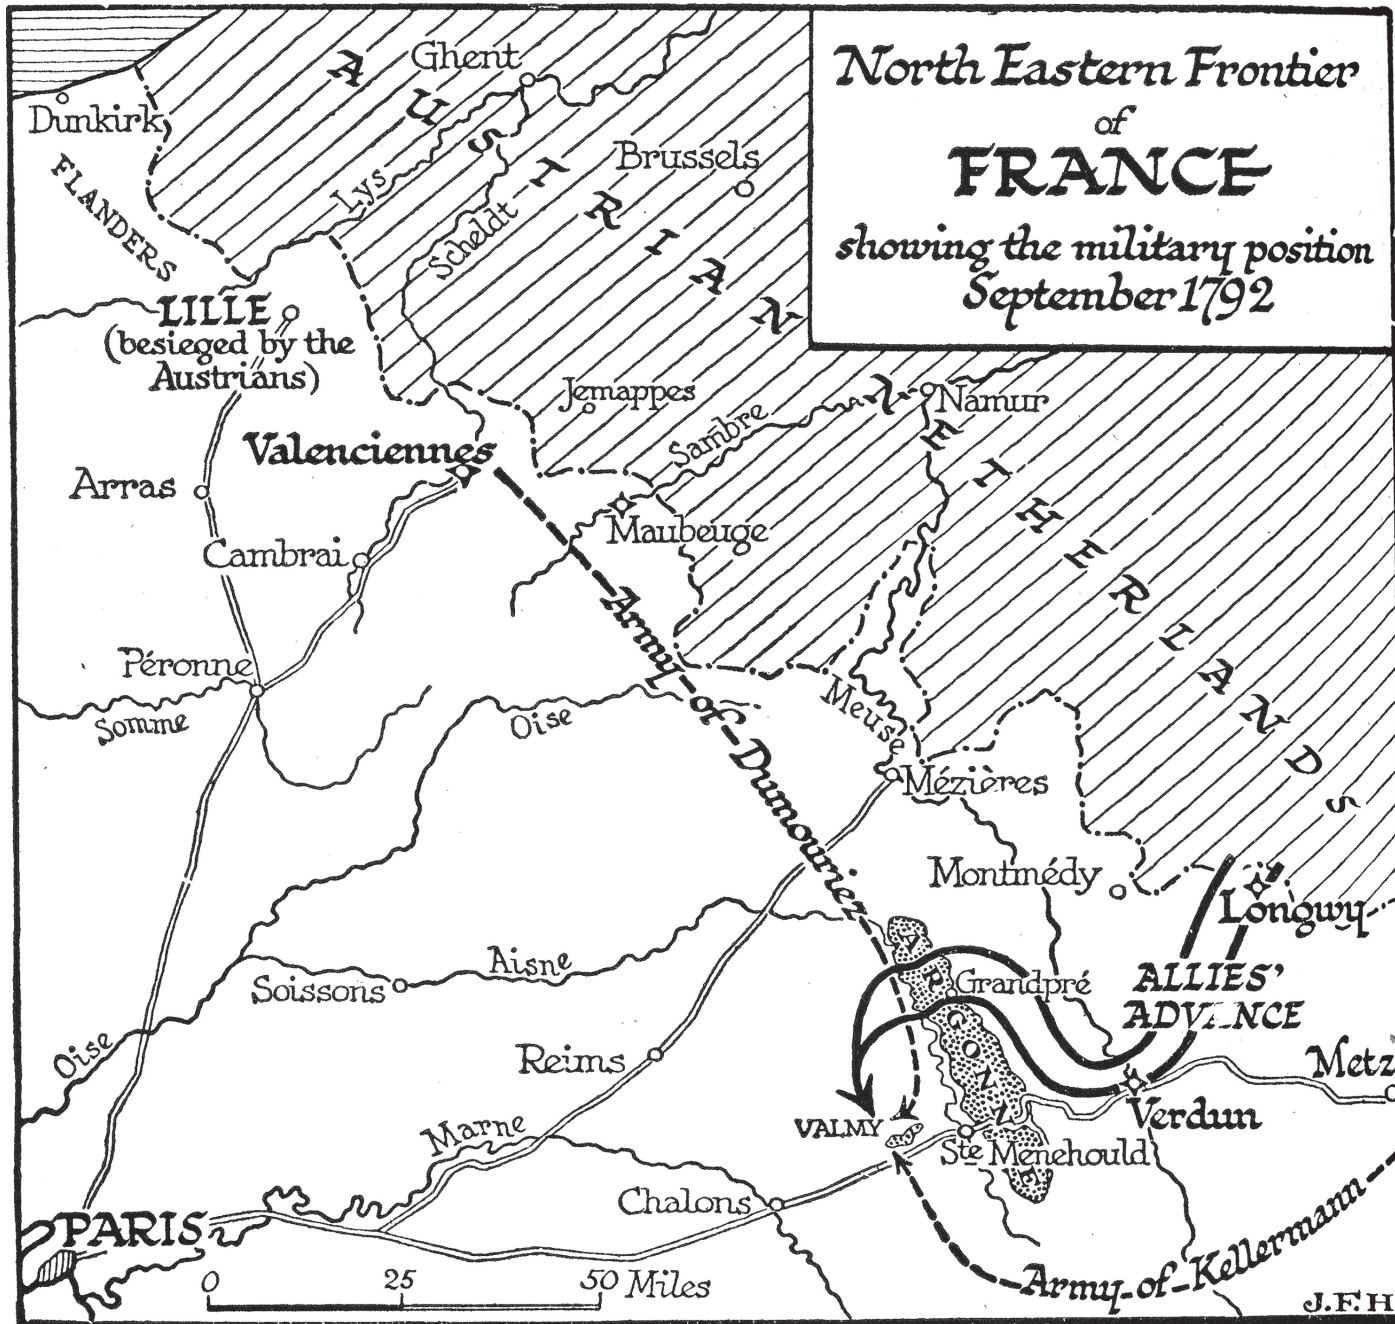 North Eastern Frontier
of
FRANCE
showing the military position
September 1792
AUSTRIAN
NETHERLANDS
Ghent
Dunkirk
FLANDERS
Brussels
Lys
Scheldt
LILLE
(besieged by the
Austrians)
Jemappes
Namur
Sambre
Valenciennes
Arras
Maubeuge
Cambrai
Army of Dumouriez
Péronne
Somme
Oise
Meuse
Mézières
Montmédy
Longwy
ARGONNE
Aisne
Soissons
Grandpré
ALLIES'
ADVANCE
Oise
Reims
Metz
Verdun
VALMY
Marne
Ste Menehould
Chalons
PARIS
Army of Kellermann
0 25 50 Miles
J.F.H